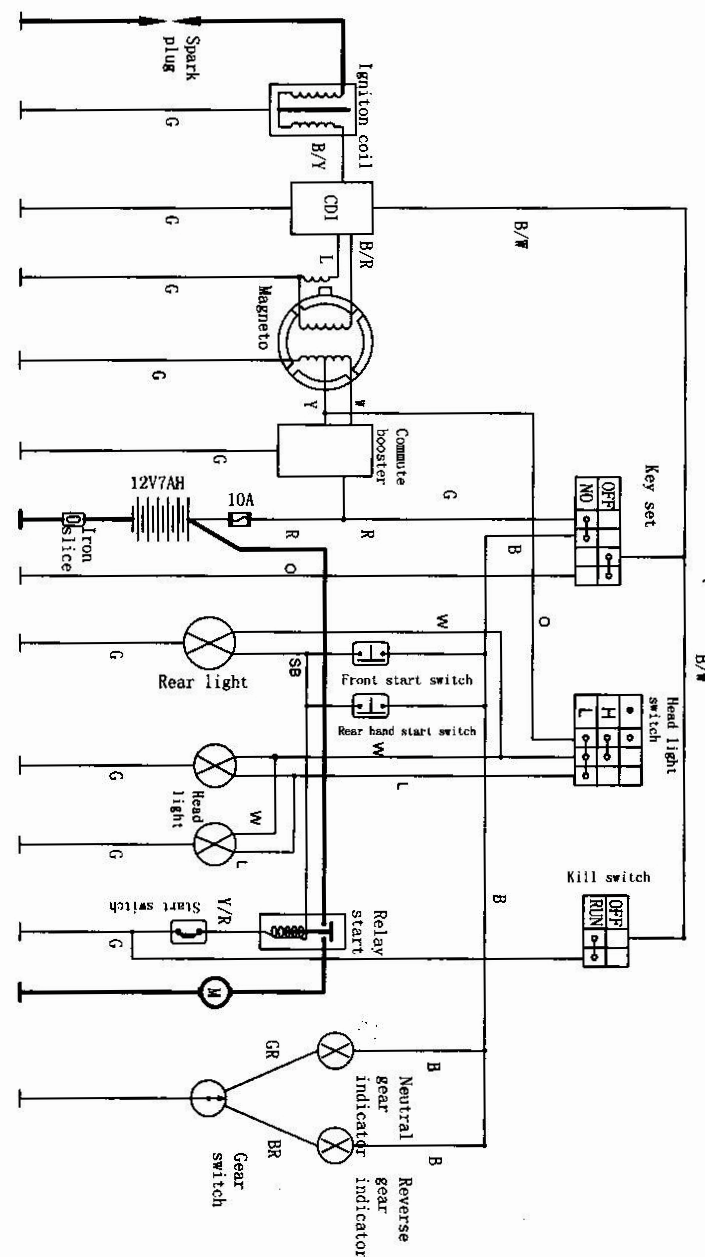 Spark
plug
G
Igniton coil
B/Y
G
CDI
B/W
L
B/R
G
Magneto
G
Y
W
Commute
booster
G
12V7AH
10A
G
Key set
OFF
NO
Iron
slice
R
R
B
O
O
B/W
W
G
Rear light
SB
Front start switch
Rear hand start switch
Head light
switch
H
L
W
L
G
Head
light
W
L
G
B
Kill switch
OFF
RUN
Start switch
Y/R
Relay
start
G
M
GR
B
Neutral
gear
indicator
BR
B
Reverse
gear
indicator
Gear
switch